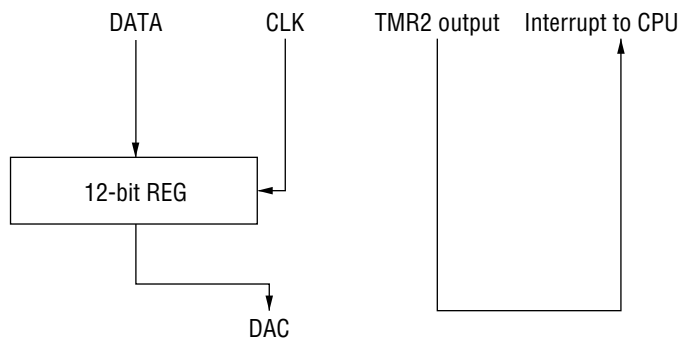 DATA
CLK
TMR2 output
Interrupt to CPU
12-bit REG
DAC